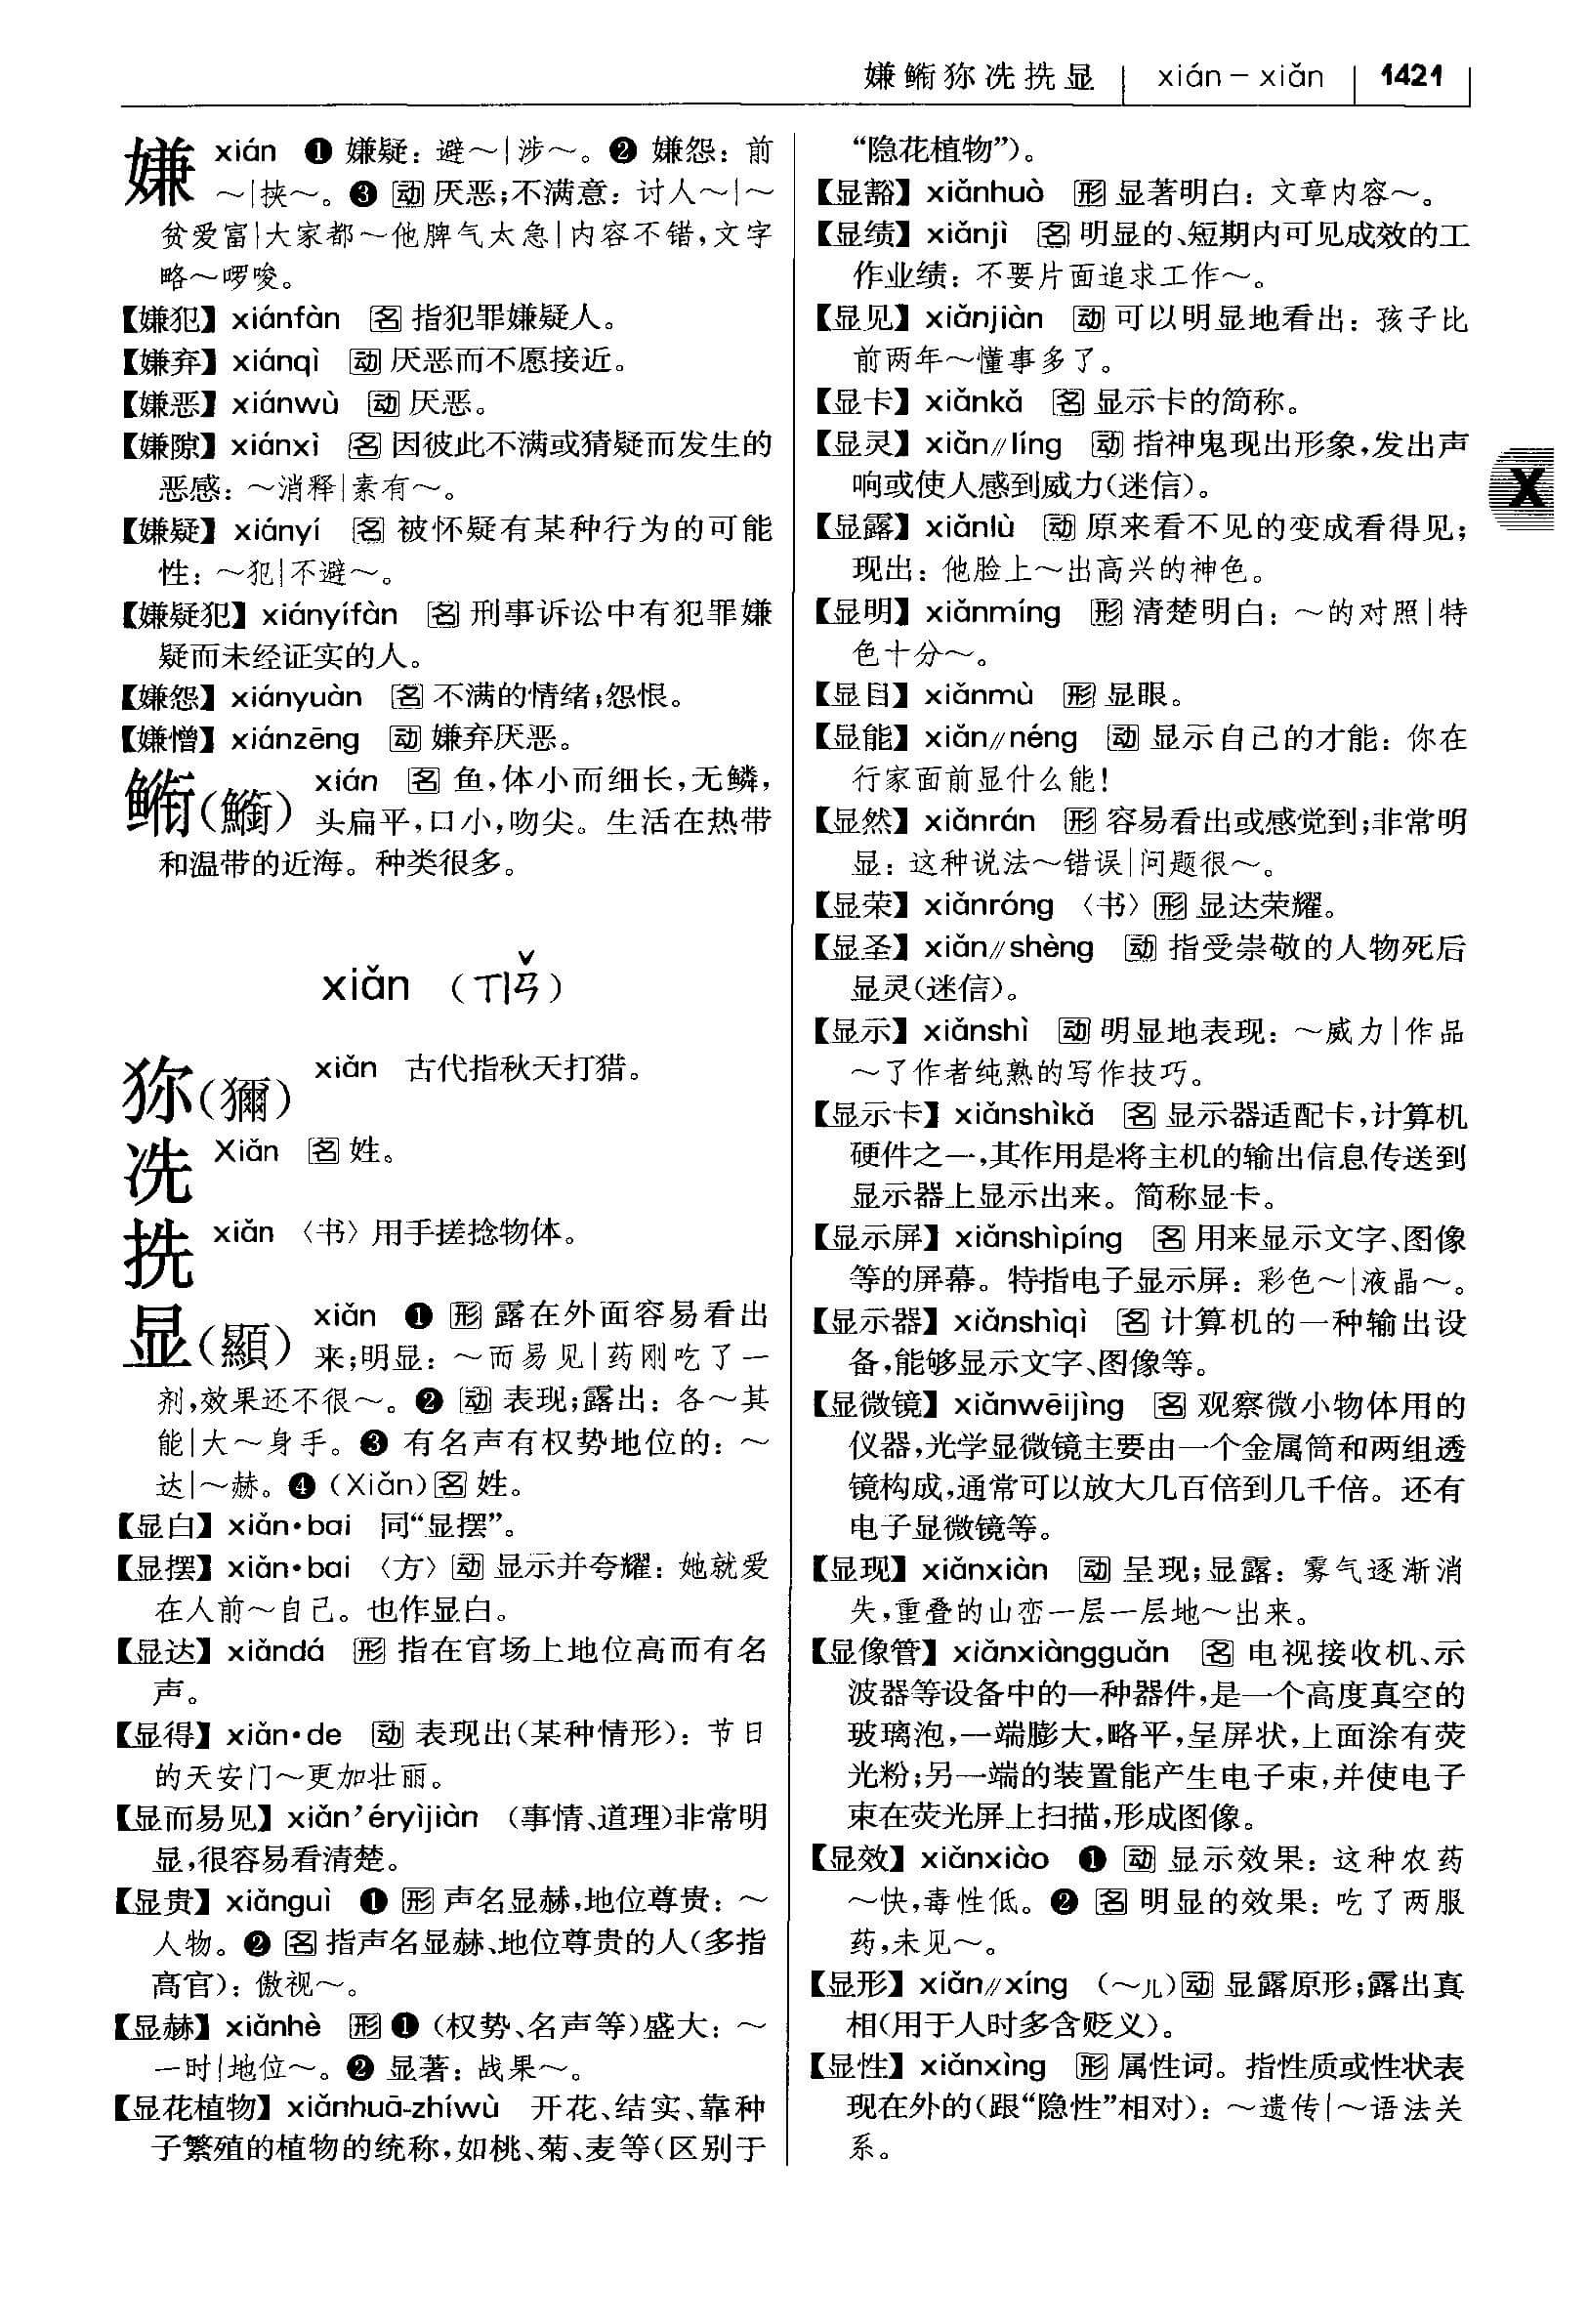 嫌䲗狝冼㧥显 | xián－xiǎn | 1421
嫌 xián ❶ 嫌疑：避～|涉～。❷ 嫌怨：前
～|挟～。❸ 动 厌恶；不满意：讨人～|～
贫爱富|大家都～他脾气太急|内容不错，文字
略～啰唆。
【嫌犯】xiánfàn 名 指犯罪嫌疑人。
【嫌弃】xiánqì 动 厌恶而不愿接近。
【嫌恶】xiánwù 动 厌恶。
【嫌隙】xiánxì 名 因彼此不满或猜疑而发生的
恶感：～消释|素有～。
【嫌疑】xiányí 名 被怀疑有某种行为的可能
性：～犯|不避～。
【嫌疑犯】xiányífàn 名 刑事诉讼中有犯罪嫌
疑而未经证实的人。
【嫌怨】xiányuàn 名 不满的情绪；怨恨。
【嫌憎】xiánzēng 动 嫌弃厌恶。
䲗(䱤) xián 名 鱼，体小而细长，无鳞，
头扁平，口小，吻尖。生活在热带
和温带的近海。种类很多。
xiǎn （ㄒㄧㄢˇ）
狝(獮) xiǎn 古代指秋天打猎。
冼 Xiǎn 名 姓。
㧥 xiǎn 〈书〉用手搓捻物体。
显(顯) xiǎn ❶ 形 露在外面容易看出
来；明显：～而易见|药刚吃了一
剂，效果还不很～。❷ 动 表现；露出：各～其
能|大～身手。❸ 有名声有权势地位的：～
达|～赫。❹（Xiǎn）名 姓。
【显白】xiǎn·bai 同“显摆”。
【显摆】xiǎn·bai 〈方〉动 显示并夸耀：她就爱
在人前～自己。也作显白。
【显达】xiǎndá 形 指在官场上地位高而有名
声。
【显得】xiǎn·de 动 表现出（某种情形）：节日
的天安门～更加壮丽。
【显而易见】xiǎn’éryìjiàn （事情、道理）非常明
显，很容易看清楚。
【显贵】xiǎnguì ❶ 形 声名显赫，地位尊贵：～
人物。❷ 名 指声名显赫、地位尊贵的人（多指
高官）：傲视～。
【显赫】xiǎnhè 形 ❶（权势、名声等）盛大：～
一时|地位～。❷ 显著：战果～。
【显花植物】xiǎnhuā-zhíwù 开花、结实、靠种
子繁殖的植物的统称，如桃、菊、麦等（区别于
“隐花植物”）。
【显豁】xiǎnhuò 形 显著明白：文章内容～。
【显绩】xiǎnjì 名 明显的、短期内可见成效的工
作业绩：不要片面追求工作～。
【显见】xiǎnjiàn 动 可以明显地看出：孩子比
前两年～懂事多了。
【显卡】xiǎnkǎ 名 显示卡的简称。
【显灵】xiǎn//líng 动 指神鬼现出形象，发出声
响或使人感到威力（迷信）。
【显露】xiǎnlù 动 原来看不见的变成看得见；
现出：他脸上～出高兴的神色。
【显明】xiǎnmíng 形 清楚明白：～的对照|特
色十分～。
【显目】xiǎnmù 形 显眼。
【显能】xiǎn//néng 动 显示自己的才能：你在
行家面前显什么能！
【显然】xiǎnrán 形 容易看出或感觉到；非常明
显：这种说法～错误|问题很～。
【显荣】xiǎnróng 〈书〉形 显达荣耀。
【显圣】xiǎn//shèng 动 指受崇敬的人物死后
显灵（迷信）。
【显示】xiǎnshì 动 明显地表现：～威力|作品
～了作者纯熟的写作技巧。
【显示卡】xiǎnshìkǎ 名 显示器适配卡，计算机
硬件之一，其作用是将主机的输出信息传送到
显示器上显示出来。简称显卡。
【显示屏】xiǎnshìpíng 名 用来显示文字、图像
等的屏幕。特指电子显示屏：彩色～|液晶～。
【显示器】xiǎnshìqì 名 计算机的一种输出设
备，能够显示文字、图像等。
【显微镜】xiǎnwēijìng 名 观察微小物体用的
仪器，光学显微镜主要由一个金属筒和两组透
镜构成，通常可以放大几百倍到几千倍。还有
电子显微镜等。
【显现】xiǎnxiàn 动 呈现；显露：雾气逐渐消
失，重叠的山峦一层一层地～出来。
【显像管】xiǎnxiàngguǎn 名 电视接收机、示
波器等设备中的一种器件，是一个高度真空的
玻璃泡，一端膨大，略平，呈屏状，上面涂有荧
光粉；另一端的装置能产生电子束，并使电子
束在荧光屏上扫描，形成图像。
【显效】xiǎnxiào ❶ 动 显示效果：这种农药
～快，毒性低。❷ 名 明显的效果：吃了两服
药，未见～。
【显形】xiǎn//xíng （～儿）动 显露原形；露出真
相（用于人时多含贬义）。
【显性】xiǎnxìng 形 属性词。指性质或性状表
现在外的（跟“隐性”相对）：～遗传|～语法关
系。
X